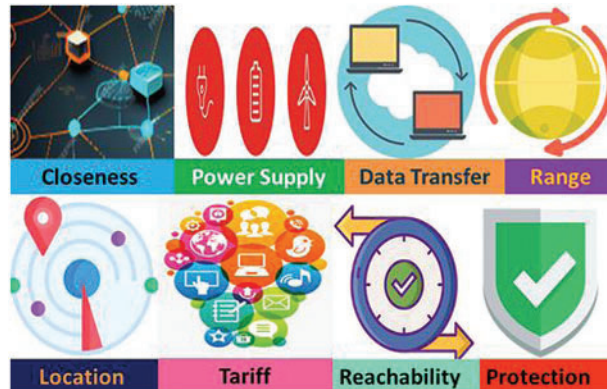 Closeness
Power Supply
Data Transfer
Range
Location
Tariff
Reachability
Protection